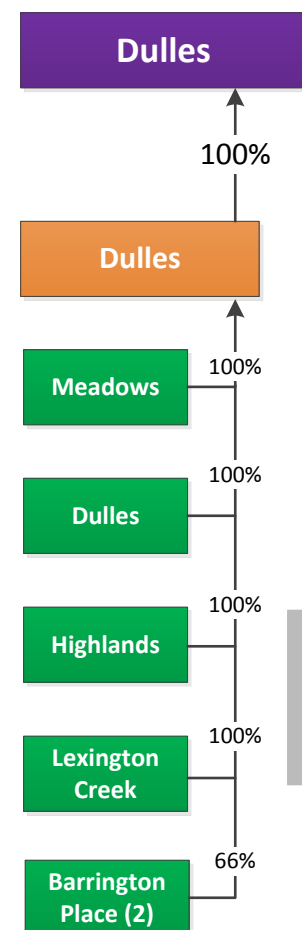 Dulles
100%
Dulles
100%
Meadows
100%
Dulles
100%
Highlands
100%
Lexington
Creek
66%
Barrington
Place (2)